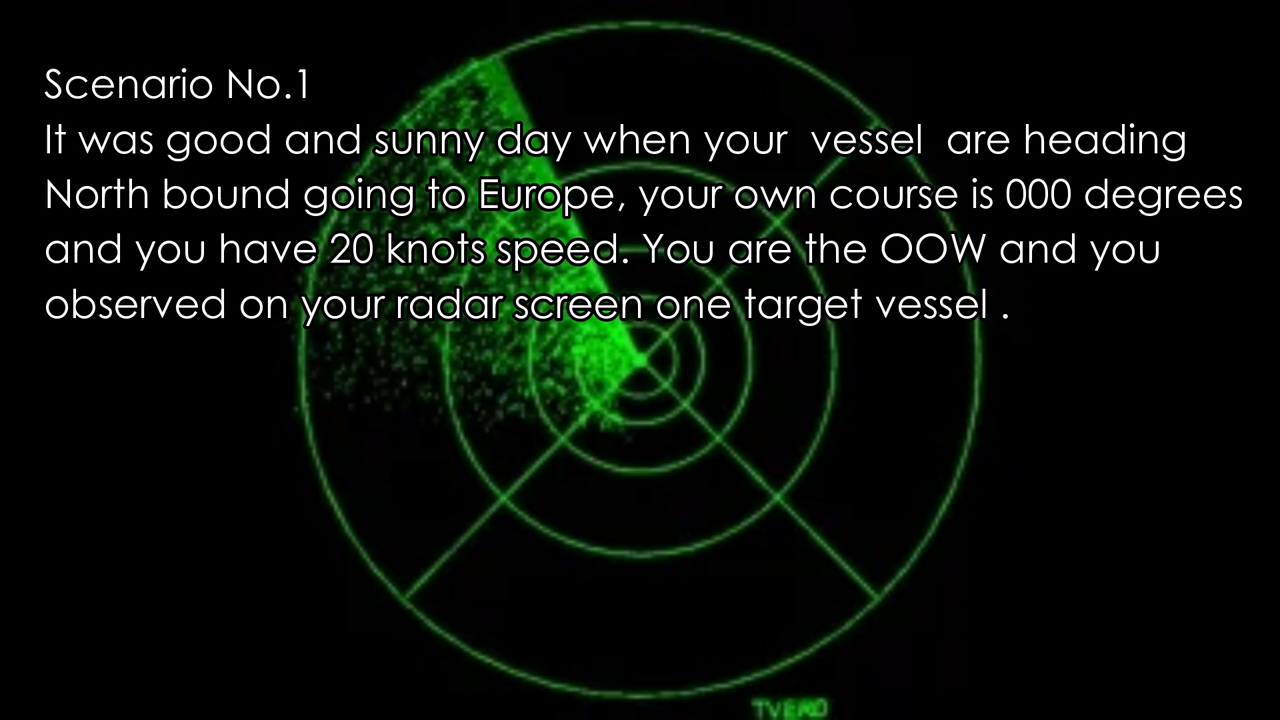 Scenario No.1
It was good and sunny day when your vessel are heading
North bound going to Europe, your own course is 000 degrees
and you have 20 knots speed. You are the OOW and you
observed on your radar screen one target vessel .